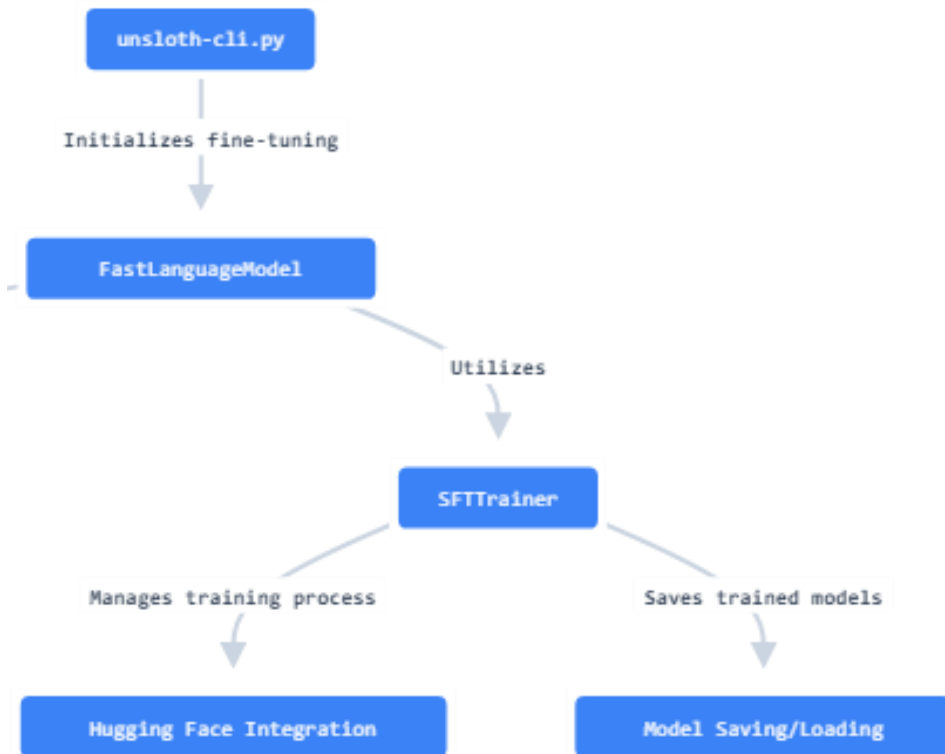 unsloth-cli.py
Initializes fine-tuning
FastLanguageModel
Utilizes
SFTTrainer
Manages training process
Saves trained models
Hugging Face Integration
Model Saving/Loading